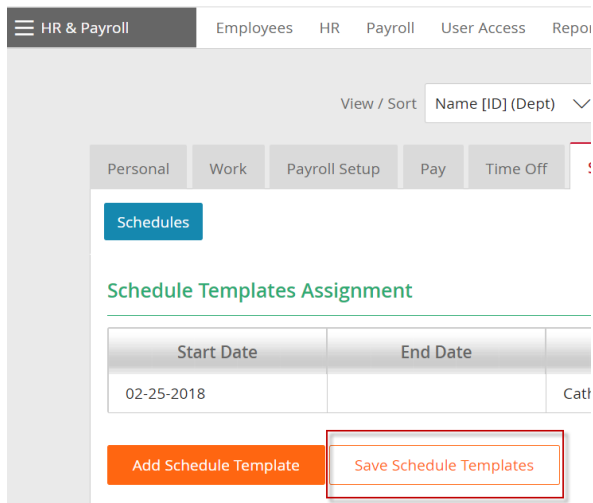 HR & Payroll Employees HR Payroll User Access
View / Sort Name [ID] (Dept)
Personal Work Payroll Setup Pay Time Off
Schedules
Schedule Templates Assignment
Start Date End Date
02-25-2018
Add Schedule Template Save Schedule Templates